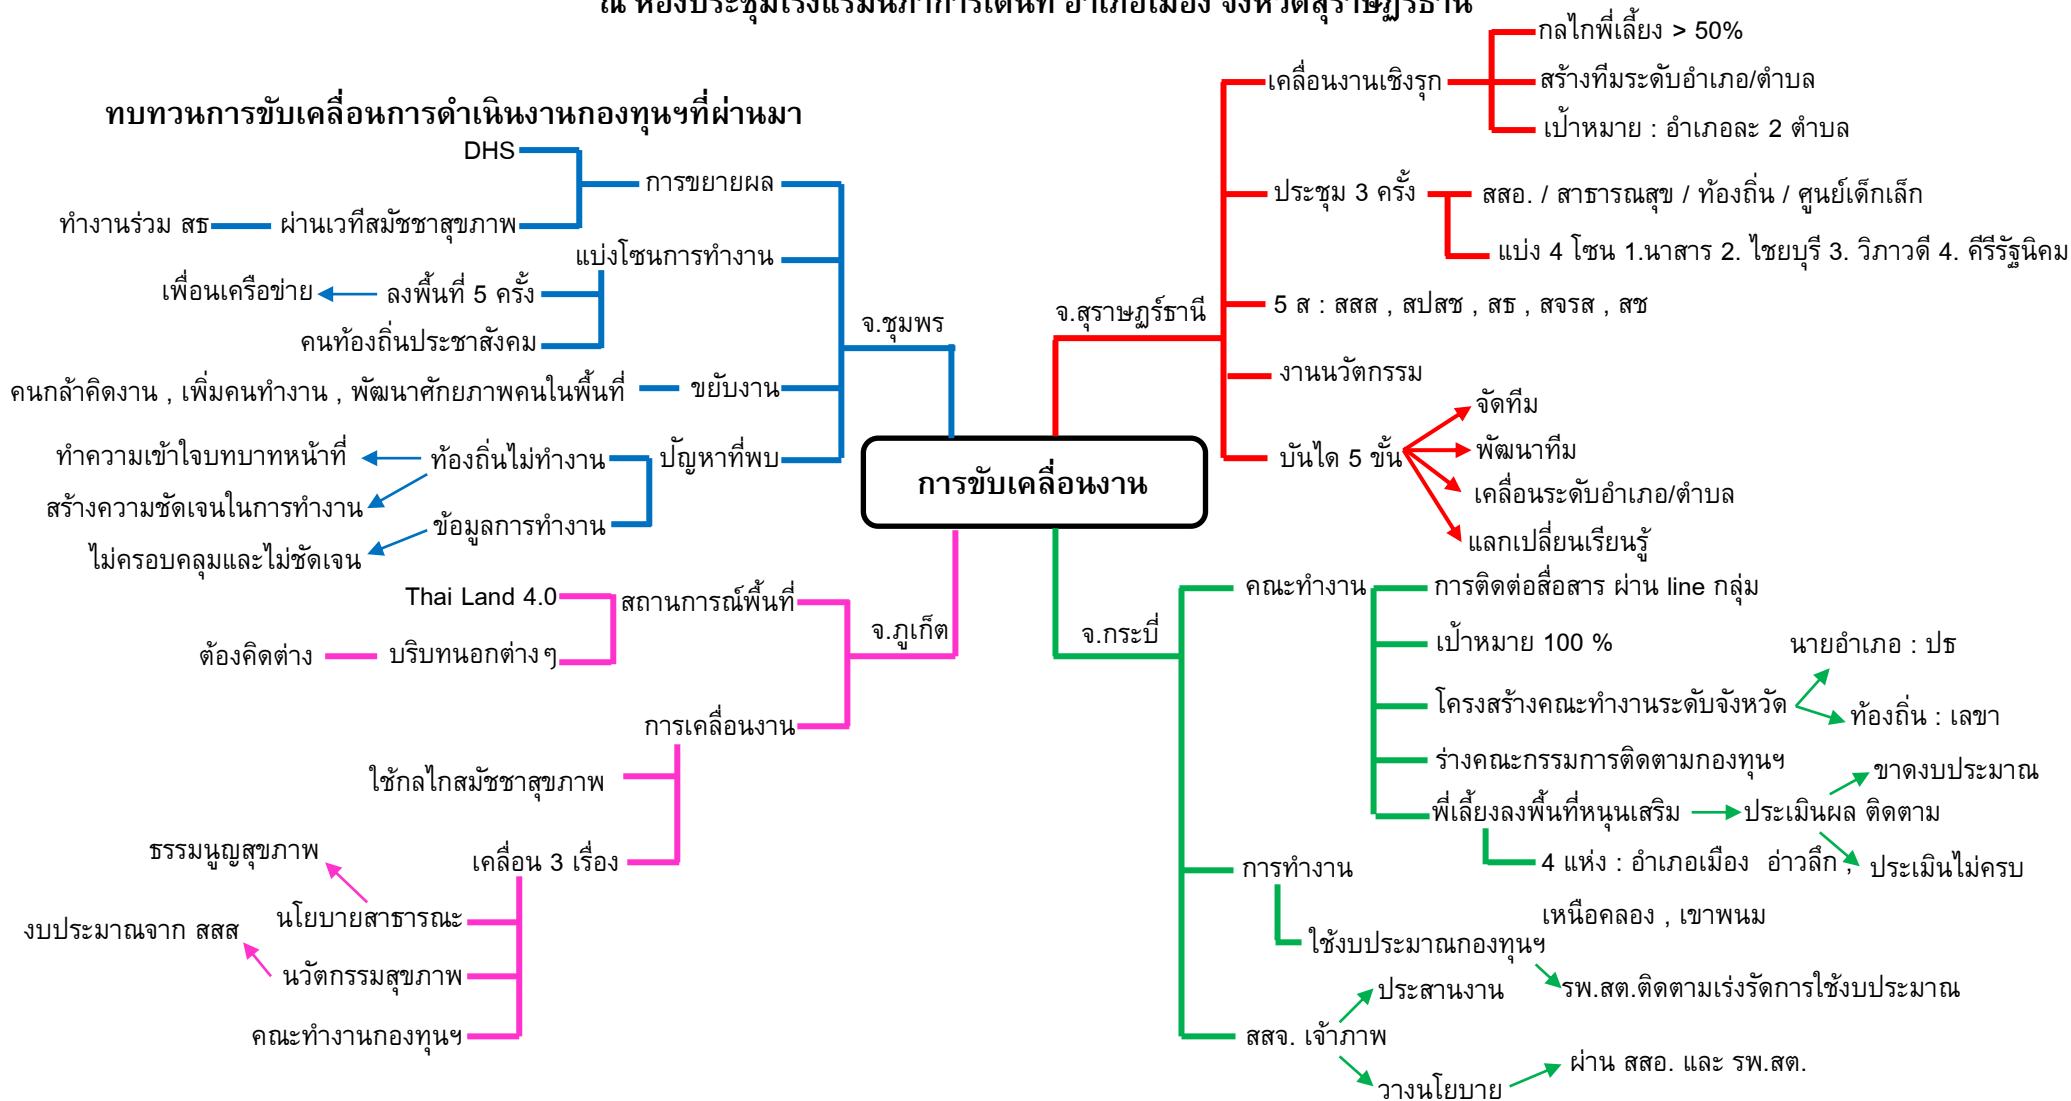 ณ ห้องประชุมโรงแรมนิภาการ์เด้นท์ อำเภอเมือง จังหวัดสุราษฎร์ธานี
ทบทวนการขับเคลื่อนการดำเนินงานกองทุนฯที่ผ่านมา
DHS
การขยายผล
ทำงานร่วม สธ
ผ่านเวทีสมัชชาสุขภาพ
แบ่งโซนการทำงาน
เพื่อนเครือข่าย
ลงพื้นที่ 5 ครั้ง
คนท้องถิ่นประชาสังคม
จ.ชุมพร
คนกล้าคิดงาน , เพิ่มคนทำงาน , พัฒนาศักยภาพคนในพื้นที่
ขยับงาน
ทำความเข้าใจบทบาทหน้าที่
ท้องถิ่นไม่ทำงาน
ปัญหาที่พบ
สร้างความชัดเจนในการทำงาน
ข้อมูลการทำงาน
ไม่ครอบคลุมและไม่ชัดเจน
การขับเคลื่อนงาน
กลไกพี่เลี้ยง > 50%
เคลื่อนงานเชิงรุก
สร้างทีมระดับอำเภอ/ตำบล
เป้าหมาย : อำเภอละ 2 ตำบล
ประชุม 3 ครั้ง
สสอ. / สาธารณสุข / ท้องถิ่น / ศูนย์เด็กเล็ก
แบ่ง 4 โซน 1.นาสาร 2. ไชยบุรี 3. วิภาวดี 4. คีรีรัฐนิคม
จ.สุราษฏร์ธานี
5 ส : สสส , สปสช , สธ , สจรส , สช
งานนวัตกรรม
บันได 5 ขั้น
จัดทีม
พัฒนาทีม
เคลื่อนระดับอำเภอ/ตำบล
แลกเปลี่ยนเรียนรู้
Thai Land 4.0
สถานการณ์พื้นที่
จ.ภูเก็ต
ต้องคิดต่าง
บริบทนอกต่างๆ
การเคลื่อนงาน
ใช้กลไกสมัชชาสุขภาพ
ธรรมนูญสุขภาพ
เคลื่อน 3 เรื่อง
นโยบายสาธารณะ
งบประมาณจาก สสส
นวัตกรรมสุขภาพ
คณะทำงานกองทุนฯ
จ.กระบี่
คณะทำงาน
การติดต่อสื่อสาร ผ่าน line กลุ่ม
เป้าหมาย 100 %
นายอำเภอ : ปธ
โครงสร้างคณะทำงานระดับจังหวัด
ท้องถิ่น : เลขา
ร่างคณะกรรมการติดตามกองทุนฯ
ขาดงบประมาณ
พี่เลี้ยงลงพื้นที่หนุนเสริม
ประเมินผล ติดตาม
4 แห่ง : อำเภอเมือง อ่าวลึก ,
ประเมินไม่ครบ
เหนือคลอง , เขาพนม
การทำงาน
ใช้งบประมาณกองทุนฯ
รพ.สต.ติดตามเร่งรัดการใช้งบประมาณ
ประสานงาน
สสจ. เจ้าภาพ
วางนโยบาย
ผ่าน สสอ. และ รพ.สต.